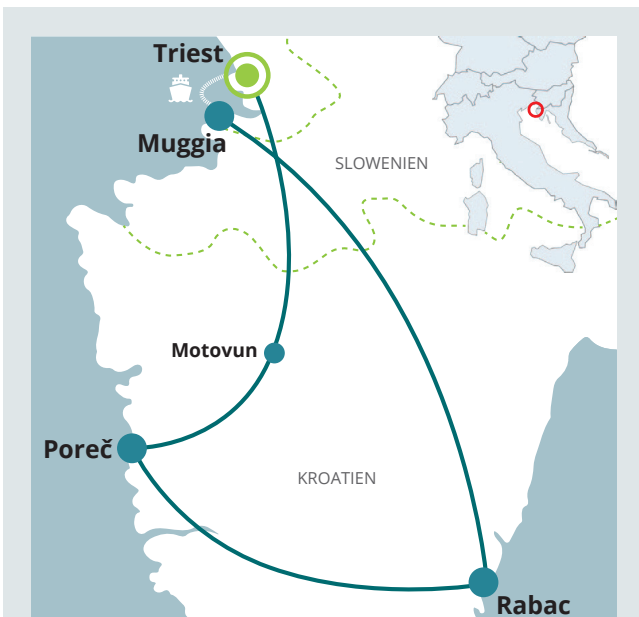 Triest
Muggia
SLOWENIEN
Motovun
Poreč
KROATIEN
Rabac